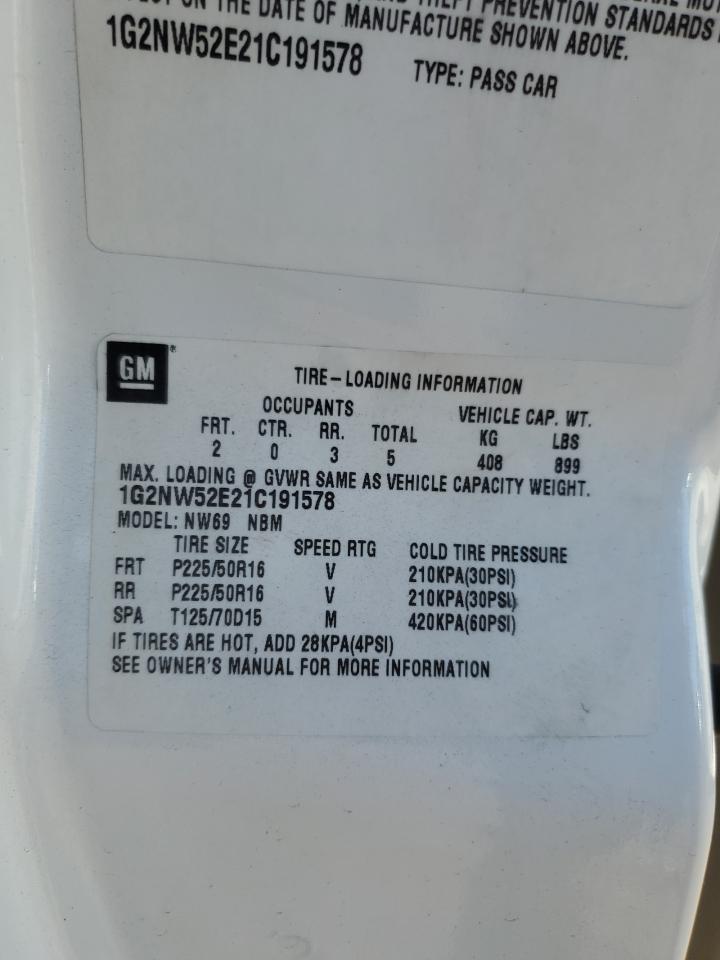 ON THE DATE OF MANUFACTURE SHOWN ABOVE.
THEFT PREVENTION STANDARDS
1G2NW52E21C191578 TYPE: PASS CAR
GM
TIRE-LOADING INFORMATION
OCCUPANTS VEHICLE CAP. WT.
FRT. CTR. RR. TOTAL KG LBS
2 0 3 5 408 899
MAX. LOADING @ GVWR SAME AS VEHICLE CAPACITY WEIGHT.
1G2NW52E21C191578
MODEL: NW69 NBM
TIRE SIZE SPEED RTG COLD TIRE PRESSURE
FRT P225/50R16 V 210KPA(30PSI)
RR P225/50R16 V 210KPA(30PSI)
SPA T125/70D15 M 420KPA(60PSI)
IF TIRES ARE HOT, ADD 28KPA(4PSI)
SEE OWNER'S MANUAL FOR MORE INFORMATION